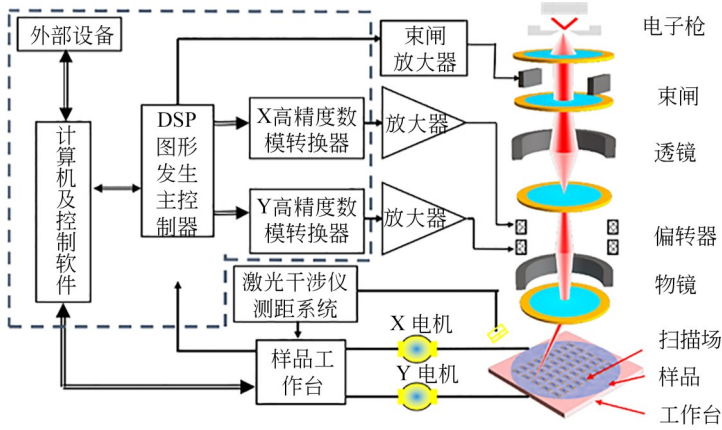 外部设备
计算机及控制软件
DSP
图形
发生
主控
制器
X高精度数
模转换器
Y高精度数
模转换器
束闸
放大器
放大器
放大器
激光干涉仪
测距系统
样品工
作台
X 电机
Y 电机
电子枪
束闸
透镜
偏转器
物镜
扫描场
样品
工作台